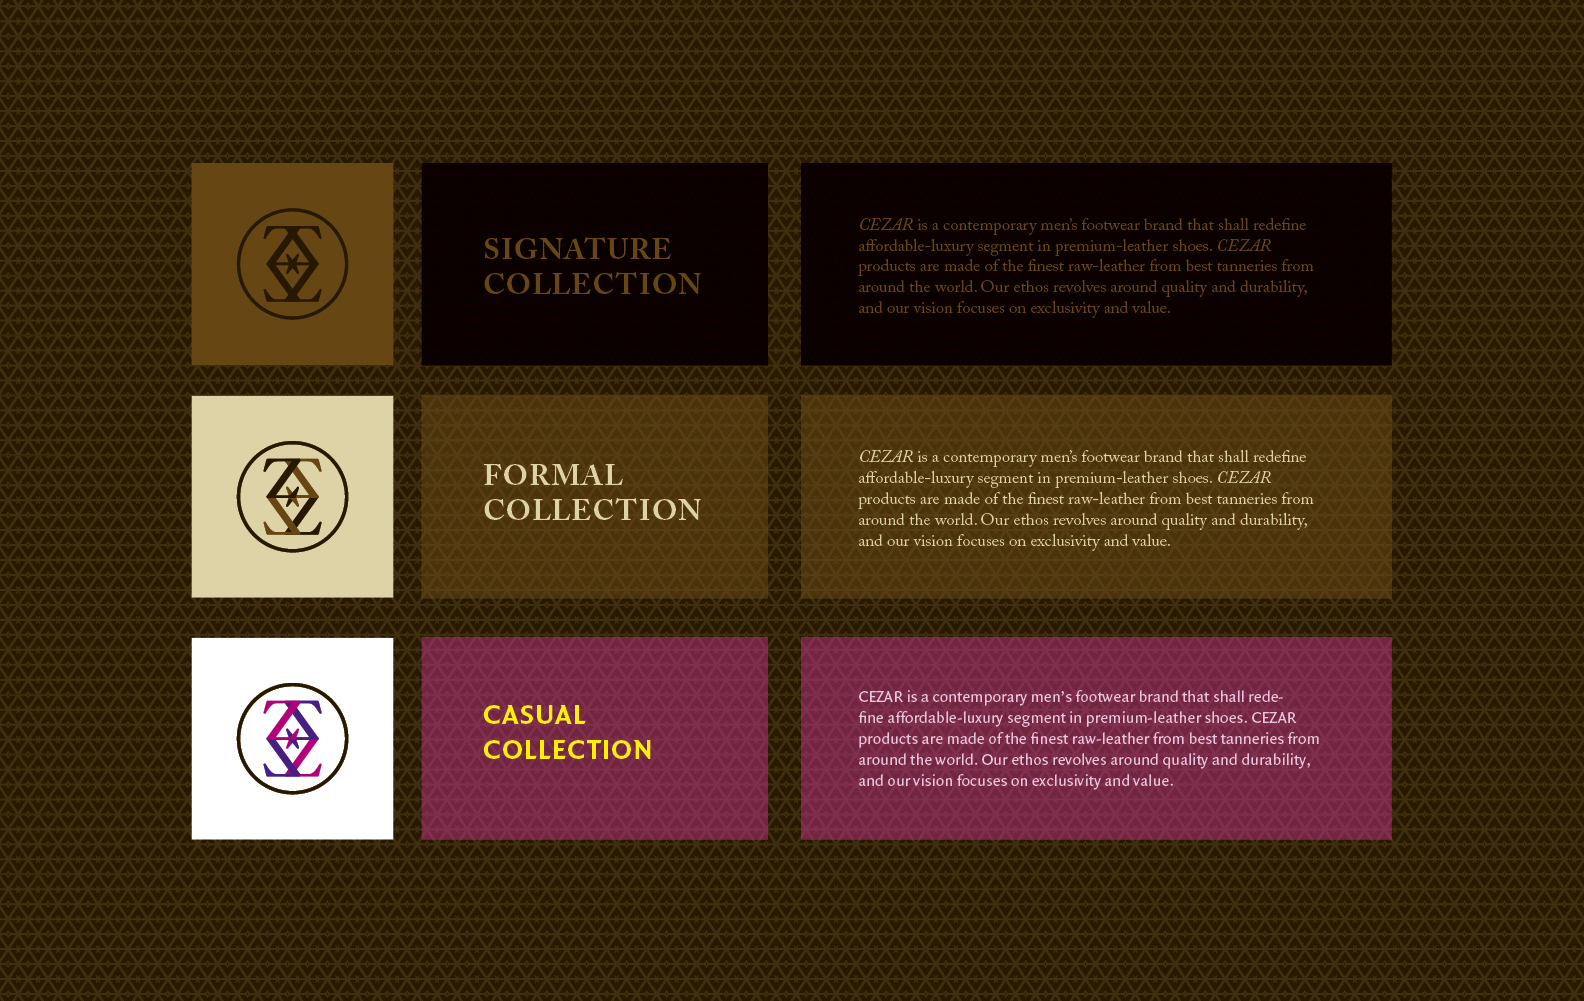 SIGNATURE
COLLECTION
CEZAR is a contemporary men's footwear brand that shall redefine
affordable-luxury segment in premium-leather shoes. CEZAR
products are made of the finest raw-leather from best tanneries from
around the world. Our ethos revolves around quality and durability,
and our vision focuses on exclusivity and value.
FORMAL
COLLECTION
CEZAR is a contemporary men's footwear brand that shall redefine
affordable-luxury segment in premium-leather shoes. CEZAR
products are made of the finest raw-leather from best tanneries from
around the world. Our ethos revolves around quality and durability,
and our vision focuses on exclusivity and value.
CASUAL
COLLECTION
CEZAR is a contemporary men's footwear brand that shall rede-
fine affordable-luxury segment in premium-leather shoes. CEZAR
products are made of the finest raw-leather from best tanneries from
around the world. Our ethos revolves around quality and durability,
and our vision focuses on exclusivity and value.